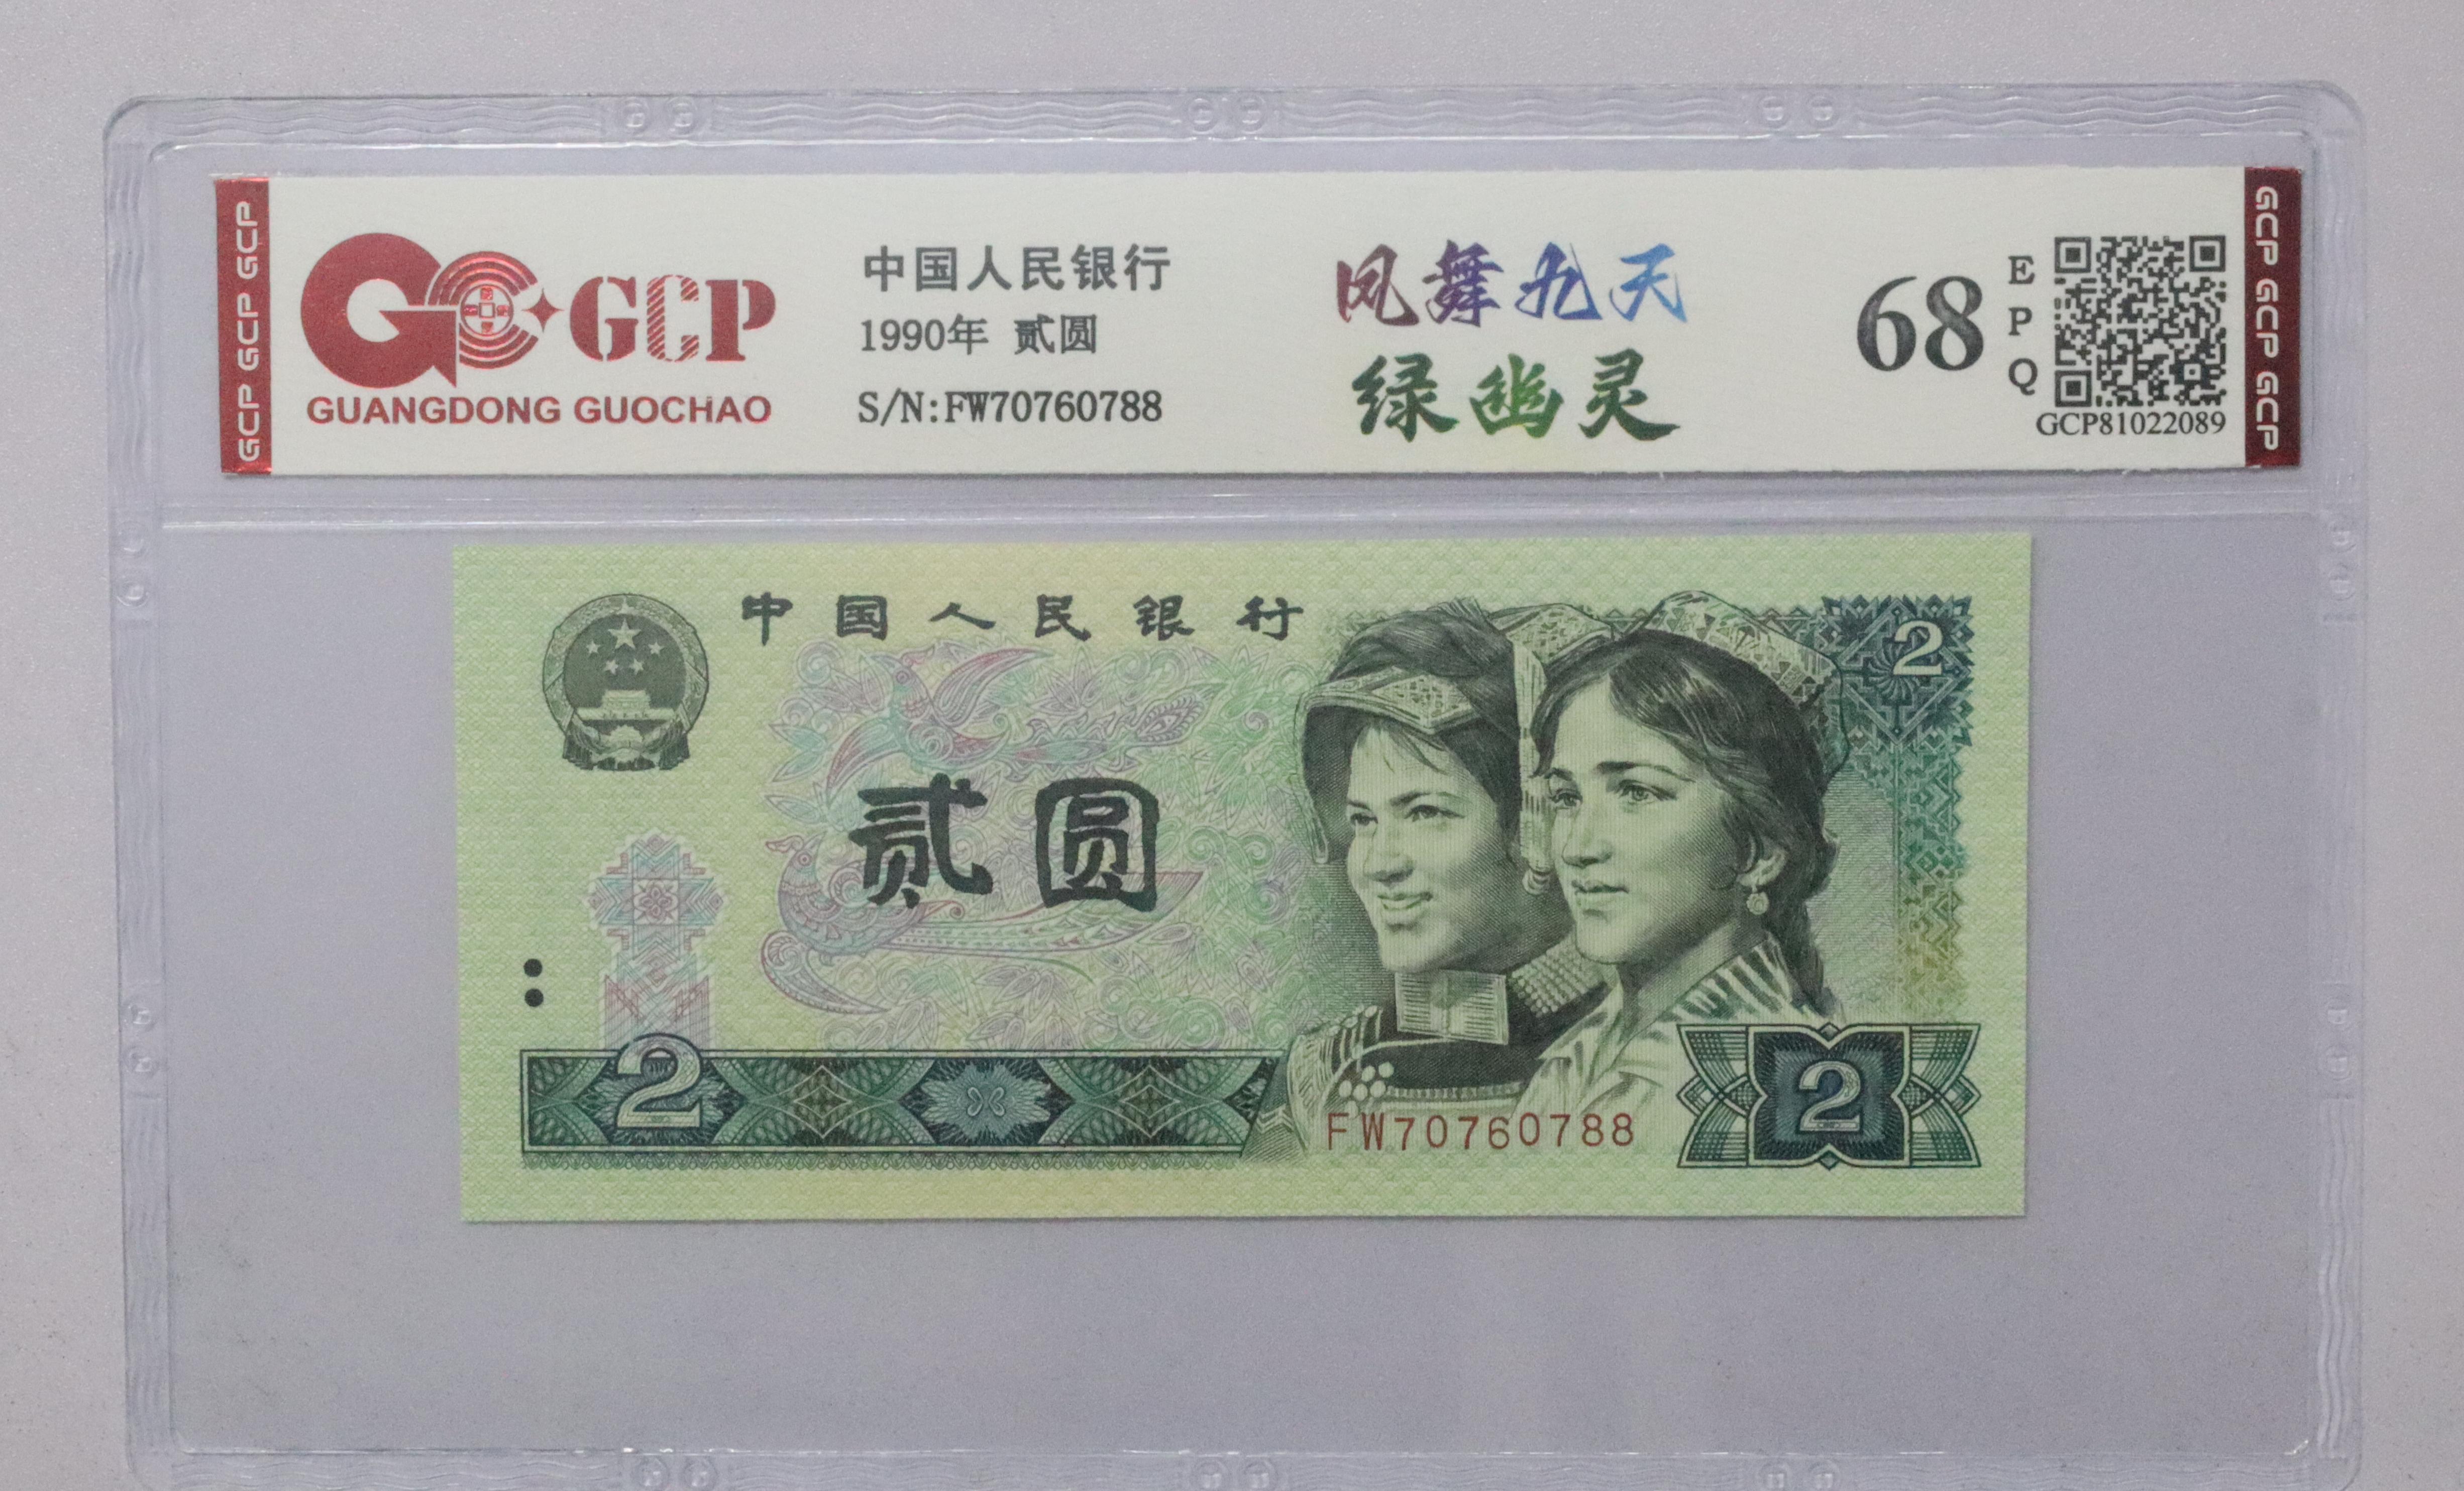 GCP GCP GCP
GCP
GUANGDONG GUOCHAO
中国人民银行
1990年 贰圆
S/N:FW70760788
凤舞九天
绿幽灵
68
EPQ
GCP81022089
GCP GCP GCP
中国人民银行
2
贰圆
2
FW70760788
2